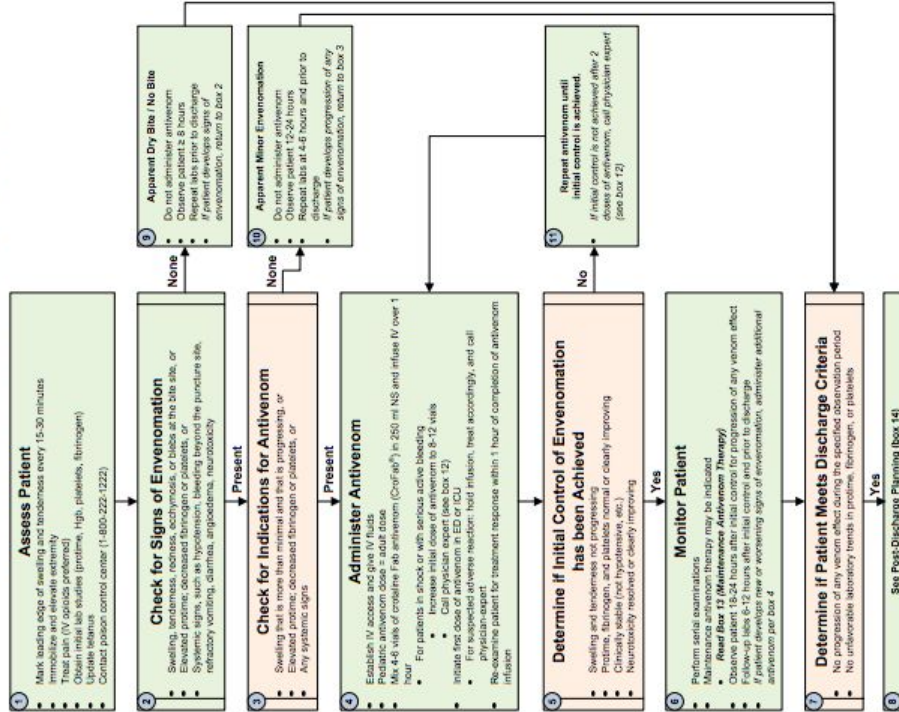 1
Assess Patient
Mark leading edge of swelling and tenderness every 15-30 minutes
Immobilize and elevate extremity
Treat pain (IV opioids preferred)
Obtain initial lab studies (protime, Hgb, platelets, fibrinogen)
Update tetanus
Contact poison control center (1-800-222-1222)
2
Check for Signs of Envenomation
Swelling, tenderness, redness, ecchymosis, or blebs at the bite site, or
Elevated protime; decreased fibrinogen or platelets, or
Systemic signs, such as hypotension, bleeding beyond the puncture site,
refractory vomiting, diarrhea, angioedema, neurotoxicity
None
9
Apparent Dry Bite / No Bite
Do not administer antivenom
Observe patient ≥ 8 hours
Repeat labs prior to discharge
If patient develops signs of
envenomation, return to box 2
Present
3
Check for Indications for Antivenom
Swelling that is more than minimal and that is progressing, or
Elevated protime; decreased fibrinogen or platelets, or
Any systemic signs
None
10
Apparent Minor Envenomation
Do not administer antivenom
Observe patient 12-24 hours
Repeat labs at 4-6 hours and prior to
discharge
If patient develops progression of any
signs of envenomation, return to box 3
Present
4
Administer Antivenom
Establish IV access and give IV fluids
Pediatric antivenom dose = adult dose
Mix 4-6 vials of crotaline Fab antivenom (CroFab®) in 250 ml NS and infuse IV over 1
hour
For patients in shock or with serious active bleeding
Increase initial dose of antivenom to 8-12 vials
Call physician expert (see box 12)
Initiate first dose of antivenom in ED or ICU
For suspected adverse reaction: hold infusion, treat accordingly, and call
physician-expert
Re-examine patient for treatment response within 1 hour of completion of antivenom
infusion
5
Determine if Initial Control of Envenomation
has been Achieved
Swelling and tenderness not progressing
Protime, fibrinogen, and platelets normal or clearly improving
Clinically stable (not hypotensive, etc.)
Neurotoxicity resolved or clearly improving
No
11
Repeat antivenom until
initial control is achieved.
If initial control is not achieved after 2
doses of antivenom, call physician expert
(see box 12)
Yes
6
Monitor Patient
Perform serial examinations
Maintenance antivenom therapy may be indicated
Read Box 13 (Maintenance Antivenom Therapy)
Observe patient 18-24 hours after initial control for progression of any venom effect
Follow-up labs 6-12 hours after initial control and prior to discharge
If patient develops new or worsening signs of envenomation, administer additional
antivenom per box 4
7
Determine if Patient Meets Discharge Criteria
No progression of any venom effect during the specified observation period
No unfavorable laboratory trends in protime, fibrinogen, or platelets
Yes
8
See Post-Discharge Planning (box 14)